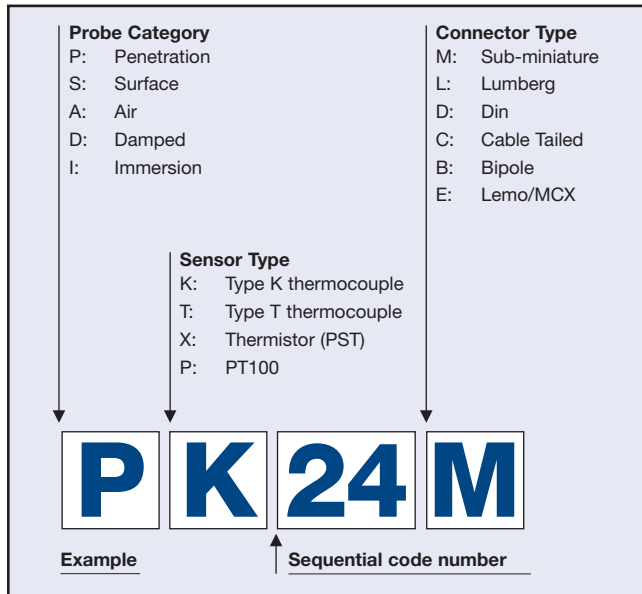 Probe Category
P: Penetration
S: Surface
A: Air
D: Damped
I: Immersion
Connector Type
M: Sub-miniature
L: Lumberg
D: Din
C: Cable Tailed
B: Bipole
E: Lemo/MCX
Sensor Type
K: Type K thermocouple
T: Type T thermocouple
X: Thermistor (PST)
P: PT100
P K 24 M
Example Sequential code number